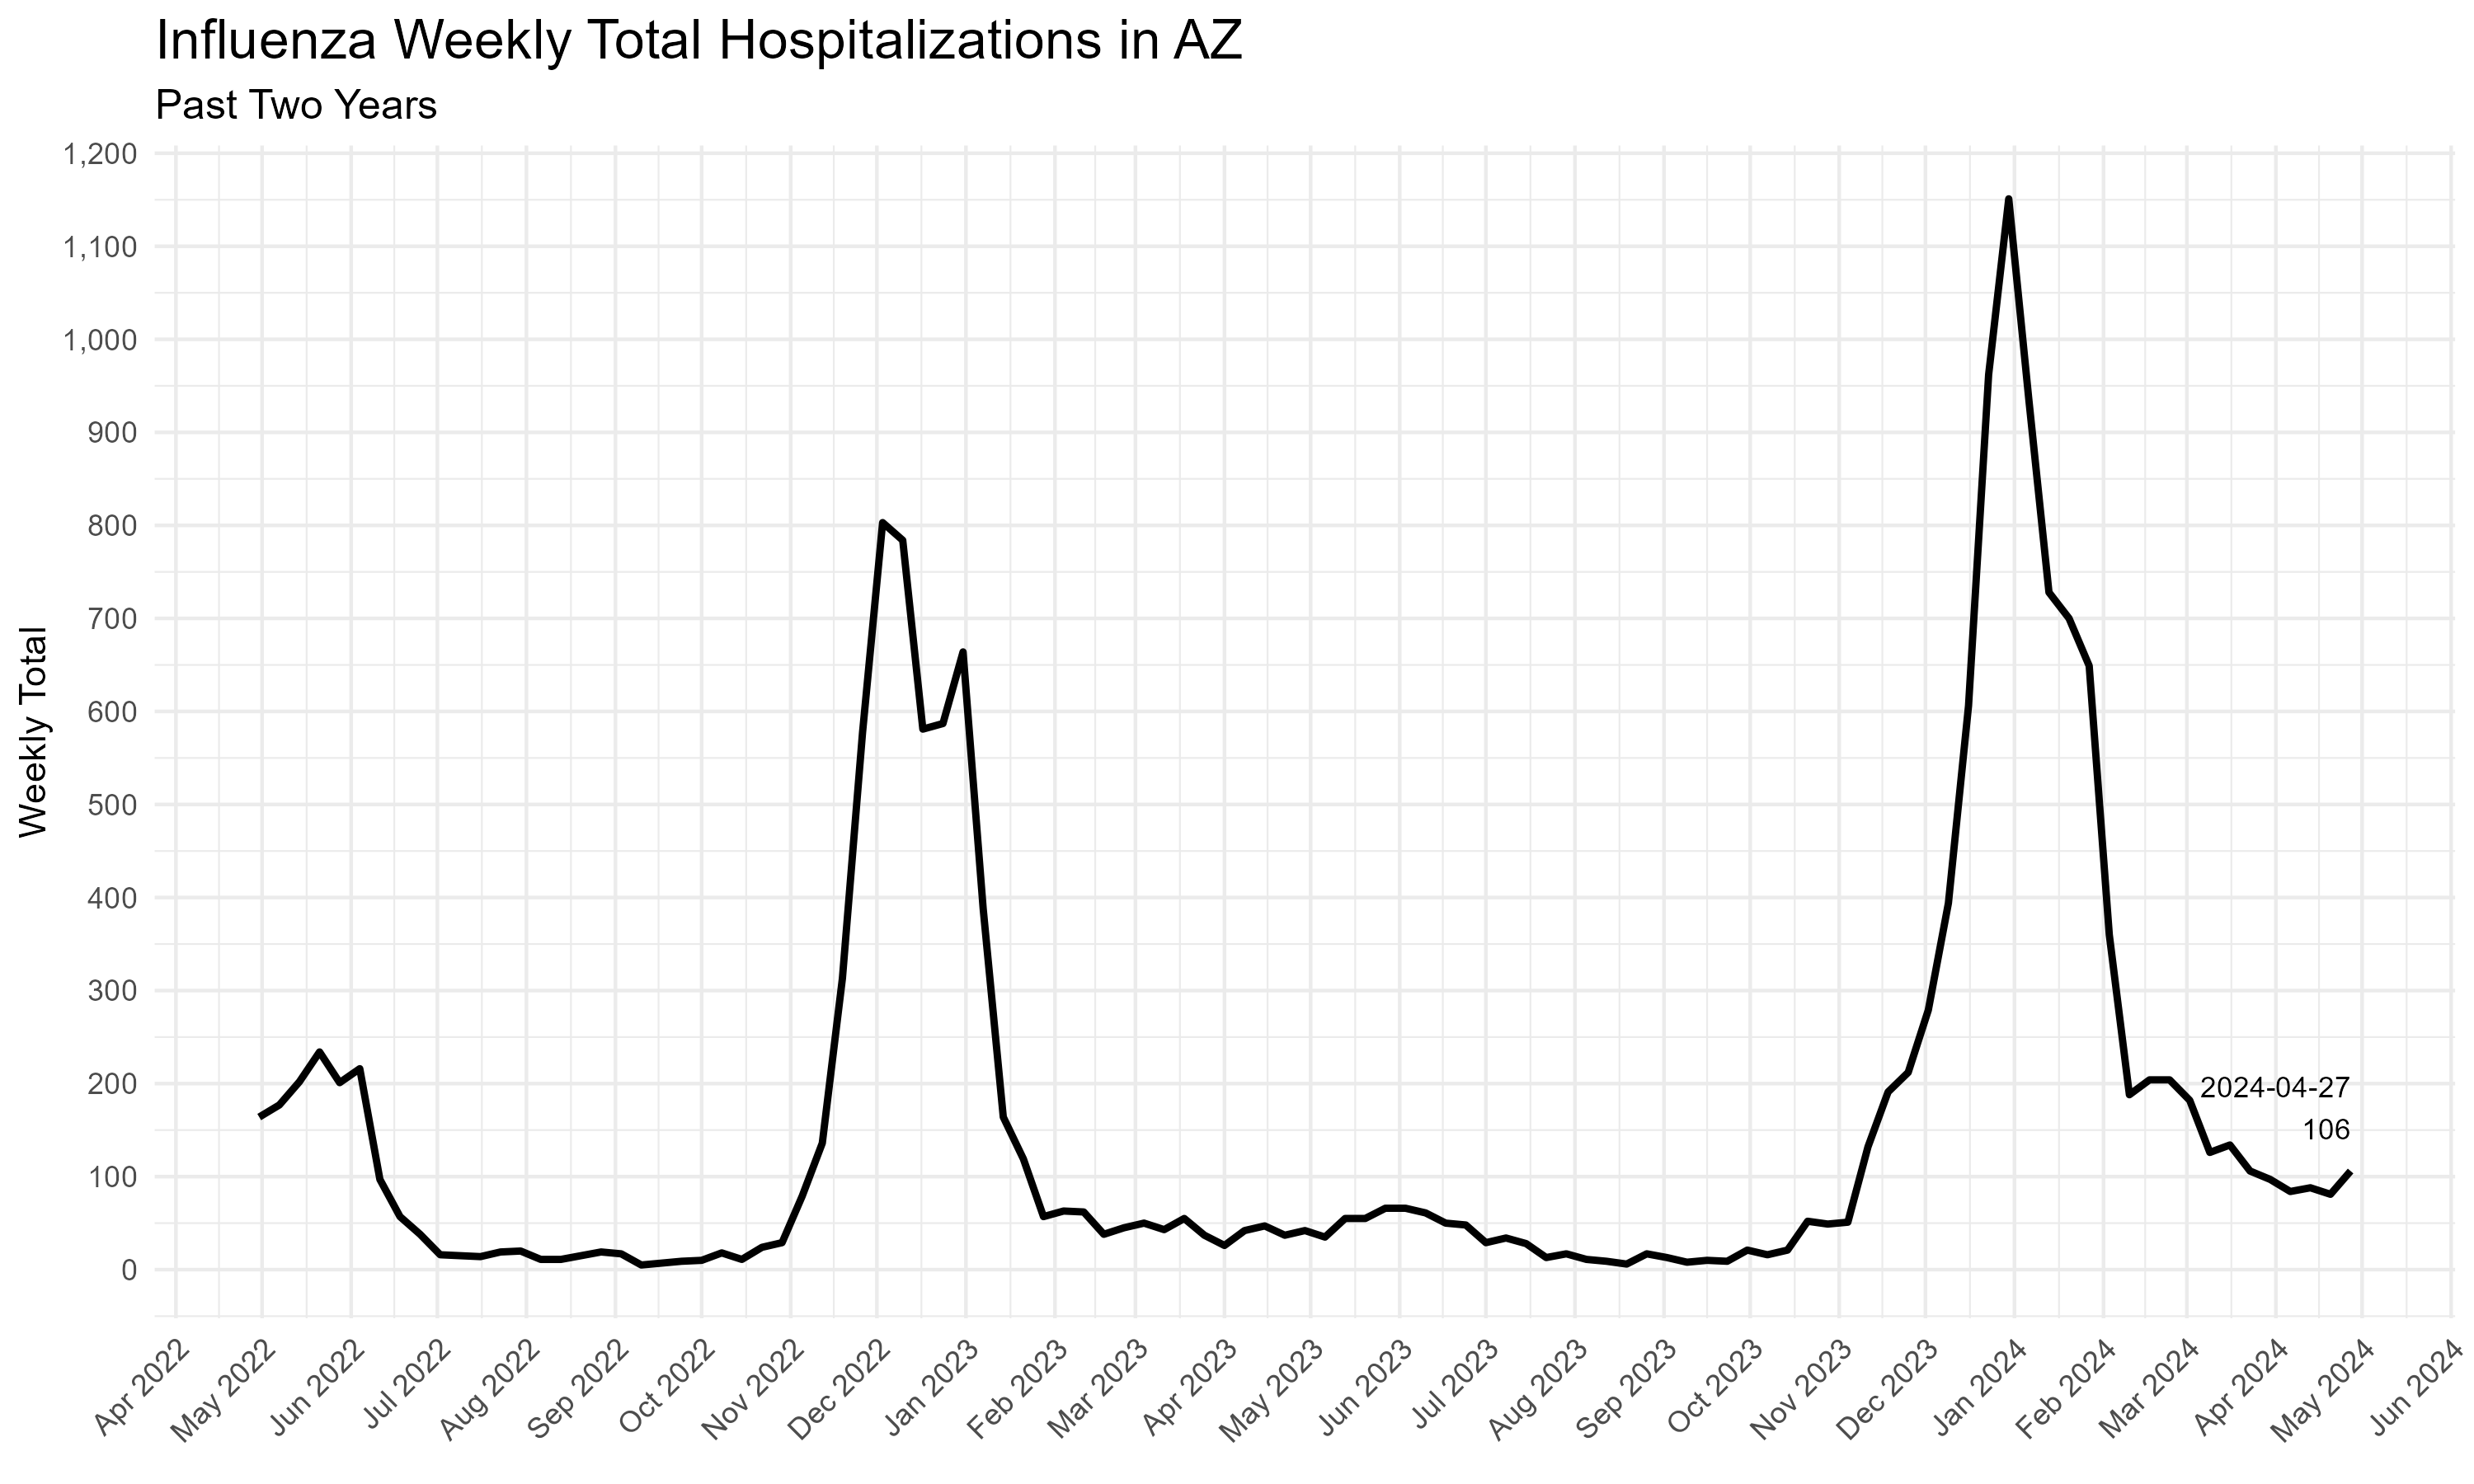 Influenza Weekly Total Hospitalizations in AZ
Past Two Years
1,200
1,100
1,000
900
800
700
600
500
400
300
200
100
0
Weekly Total
2024-04-27
106
Apr 2022
May 2022
Jun 2022
Jul 2022
Aug 2022
Sep 2022
Oct 2022
Nov 2022
Dec 2022
Jan 2023
Feb 2023
Mar 2023
Apr 2023
May 2023
Jun 2023
Jul 2023
Aug 2023
Sep 2023
Oct 2023
Nov 2023
Dec 2023
Jan 2024
Feb 2024
Mar 2024
Apr 2024
May 2024
Jun 2024